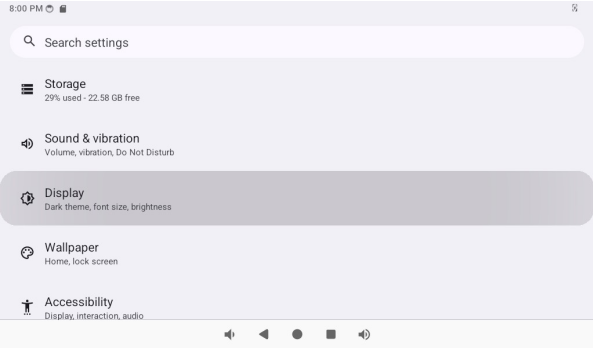 8:00 PM
Search settings
Storage
29% used - 22.58 GB free
Sound & vibration
Volume, vibration, Do Not Disturb
Display
Dark theme, font size, brightness
Wallpaper
Home, lock screen
Accessibility
Display, interaction, audio